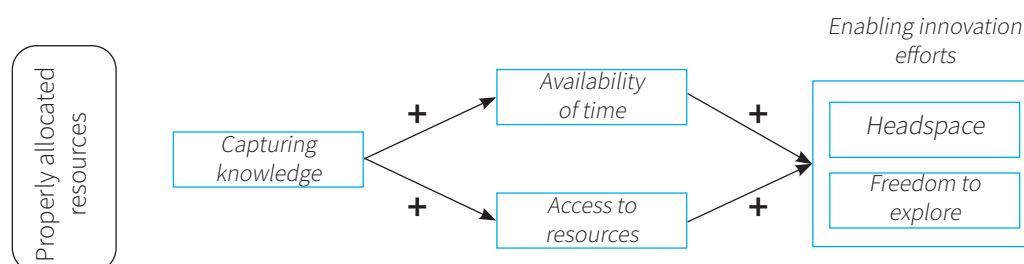 Properly allocated
resources
Capturing
knowledge
+
+
Availability
of time
Access to
resources
+
+
Enabling innovation
efforts
Headspace
Freedom to
explore